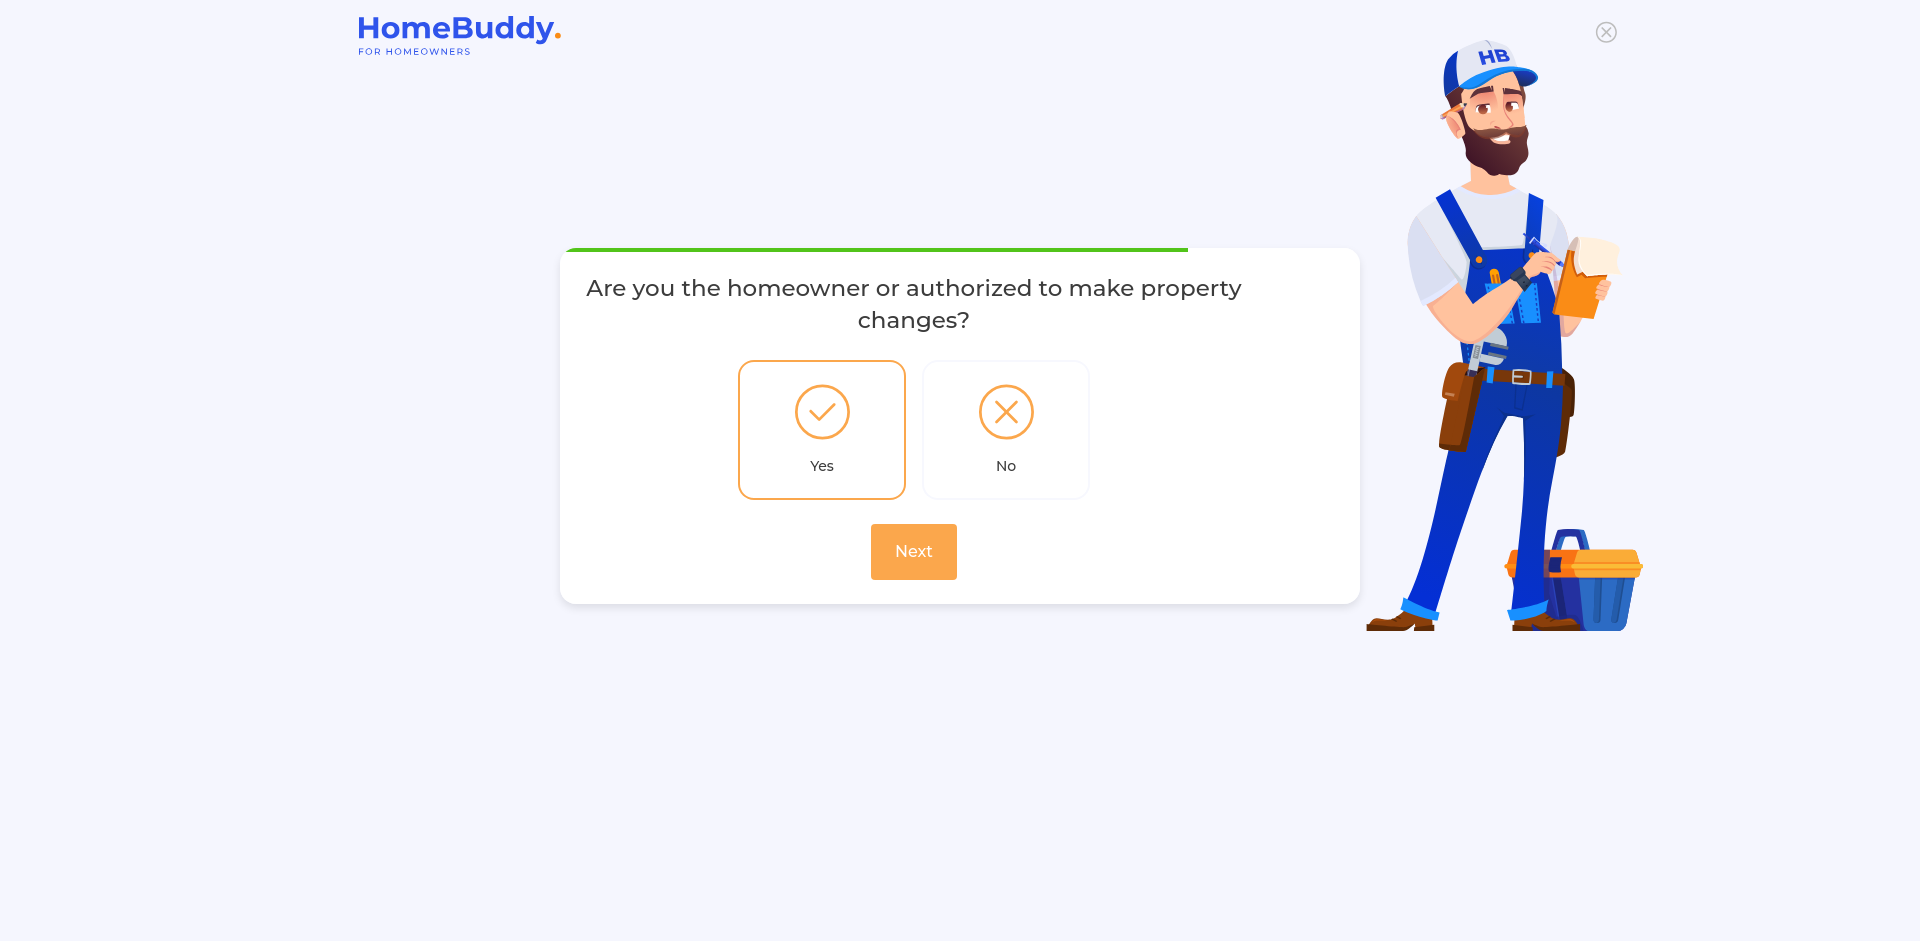 HomeBuddy.
FOR HOMEOWNERS
HB
Are you the homeowner or authorized to make property
changes?
Yes
No
Next